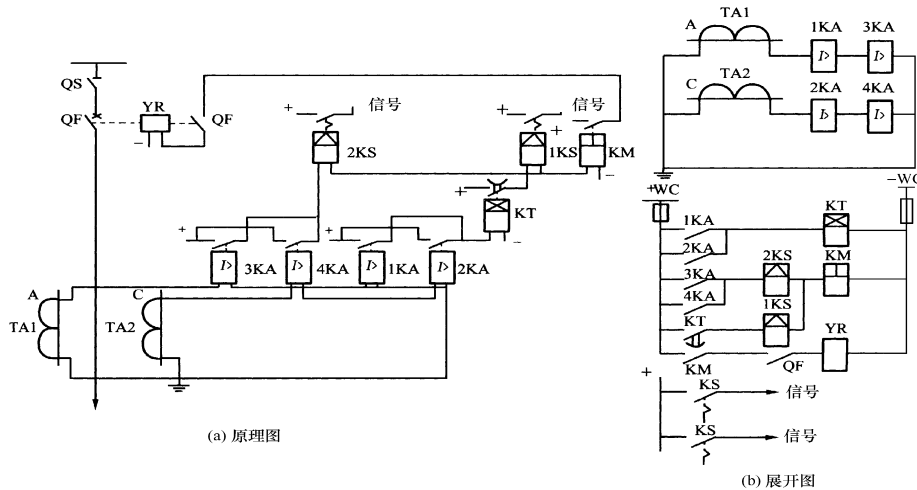 QS
QF
YR
−
QF
+
信号
2KS
+
+
信号
1KS
KM
−
+
KT
−
+
3KA
4KA
+
1KA
2KA
I>
I>
I>
I>
A
TA1
C
TA2
(a) 原理图
A
TA1
1KA
3KA
I>
I>
C
TA2
2KA
4KA
I>
I>
+WC
−WC
1KA
KT
2KA
3KA
2KS
KM
4KA
1KS
KT
YR
KM
QF
+
KS
信号
KS
信号
(b) 展开图